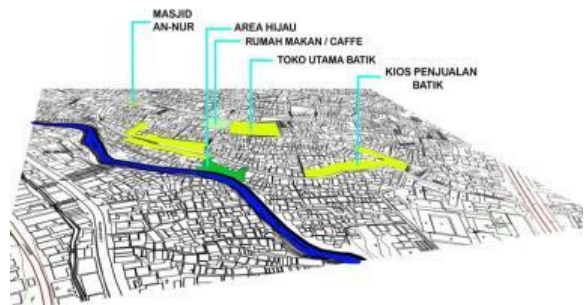 MASJID
AN-NUR
AREA HIJAU
RUMAH MAKAN / CAFFE
TOKO UTAMA BATIK
KIOS PENJUALAN
BATIK